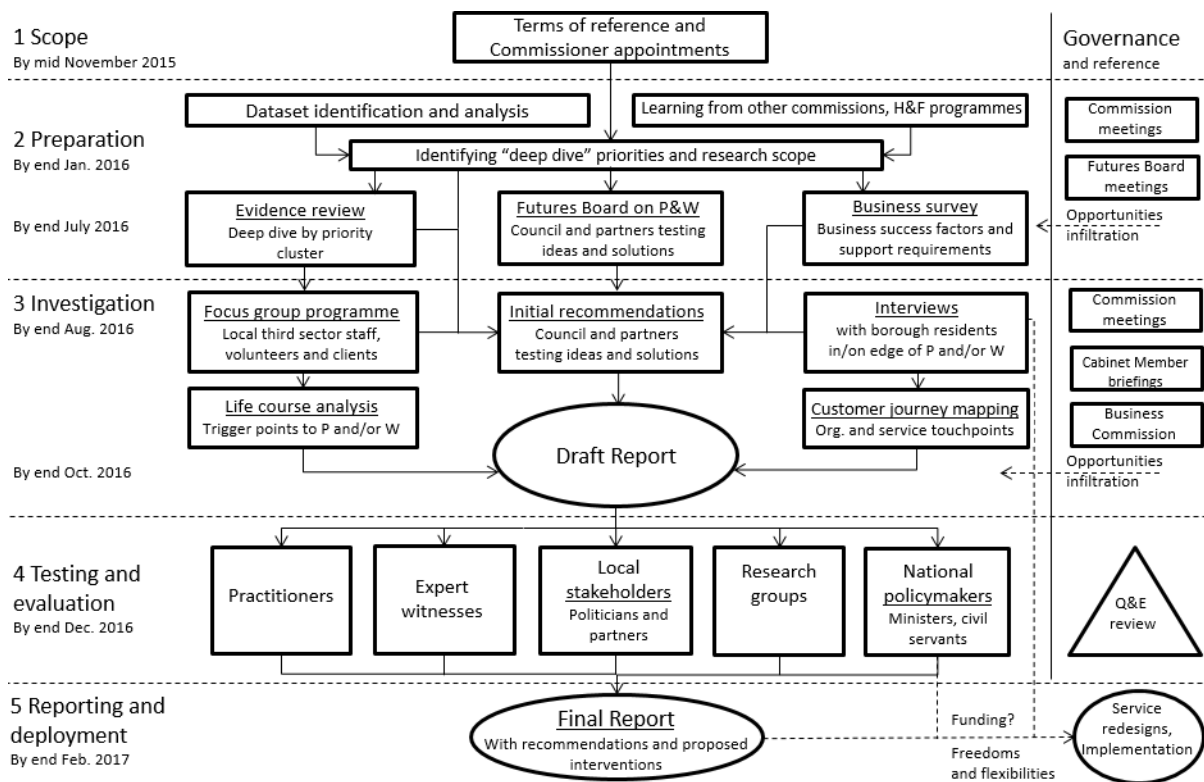 1 Scope
By mid November 2015
Terms of reference and
Commissioner appointments
Governance
and reference
2 Preparation
By end Jan. 2016
Dataset identification and analysis
Learning from other commissions, H&F programmes
Identifying “deep dive” priorities and research scope
Commission
meetings
Futures Board
meetings
By end July 2016
Evidence review
Deep dive by priority
cluster
Futures Board on P&W
Council and partners
testing ideas and solutions
Business survey
Business success factors and
support requirements
Opportunities
infiltration
3 Investigation
By end Aug. 2016
Focus group programme
Local third sector staff,
volunteers and clients
Initial recommendations
Council and partners
testing ideas and solutions
Interviews
with borough residents
in/on edge of P and/or W
Commission
meetings
Cabinet Member
briefings
Business
Commission
Life course analysis
Trigger points to P and/or W
Customer journey mapping
Org. and service touchpoints
Draft Report
By end Oct. 2016
Opportunities
infiltration
4 Testing and
evaluation
By end Dec. 2016
Practitioners
Expert
witnesses
Local
stakeholders
Politicians and
partners
Research
groups
National
policymakers
Ministers, civil
servants
Q&E
review
5 Reporting and
deployment
By end Feb. 2017
Final Report
With recommendations and proposed
interventions
Funding?
Freedoms
and flexibilities
Service
redesigns,
Implementation